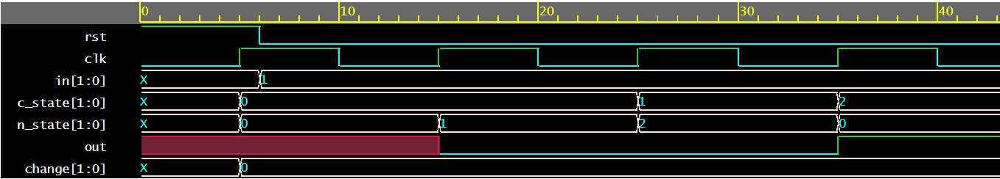 0 10 20 30 40
rst
clk
in[1:0] X 1
c_state[1:0] X 0 1 2
n_state[1:0] X 0 1 2 0
out
change[1:0] X 0